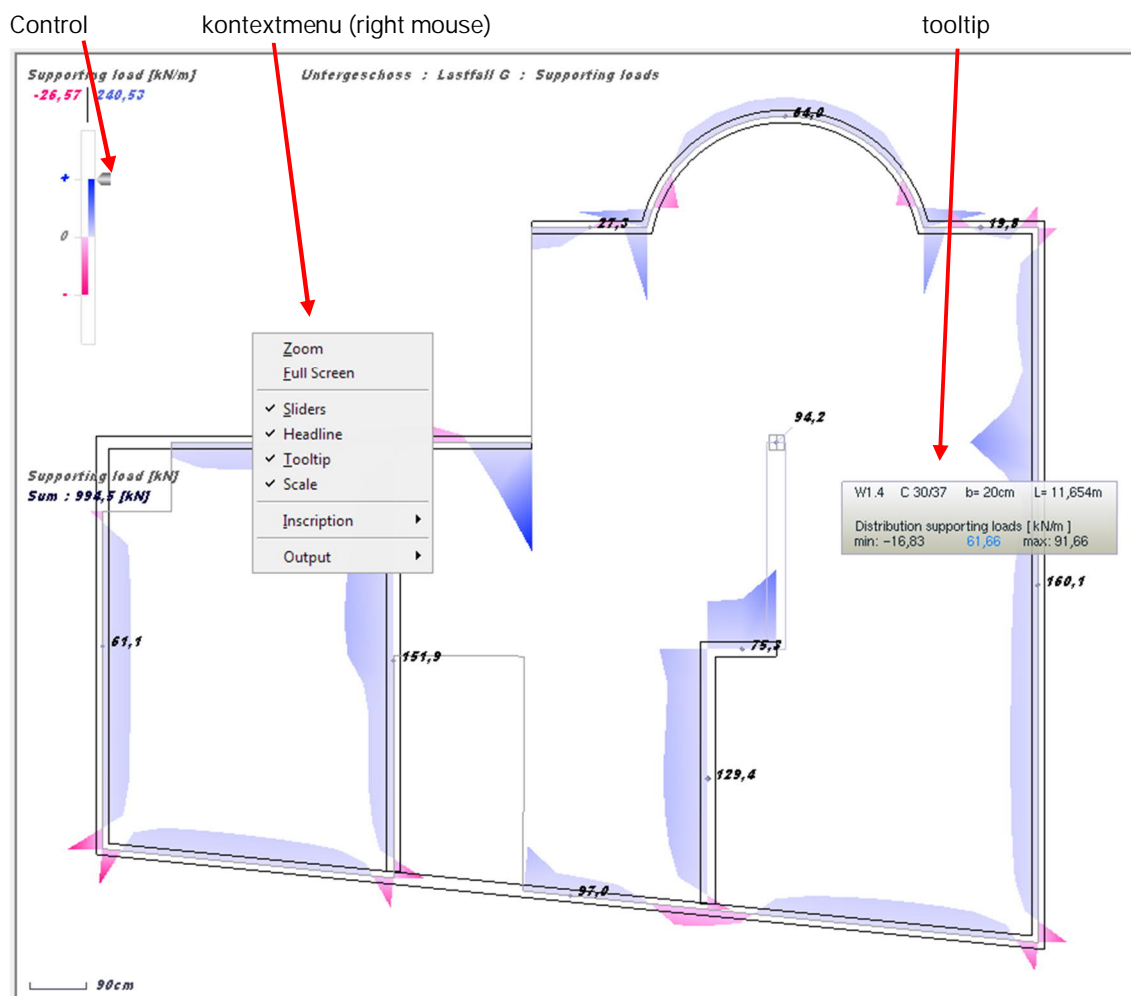 Control kontextmenu (right mouse) tooltip
Supporting load [kN/m] Untergeschoss : Lastfall G : Supporting loads
-26,57 240,53
64,0
+
0
-
27,3 19,8
Zoom
Full Screen
Sliders
Headline
Tooltip
Scale
Inscription
Output
94,2
Supporting load [kN]
Sum : 994,5 [kN]
W1.4 C 30/37 b= 20cm L= 11,654m
Distribution supporting loads [ kN/m ]
min: -16,83 61,66 max: 91,66
160,1
61,1
151,9
75,3
129,4
97,0
90cm